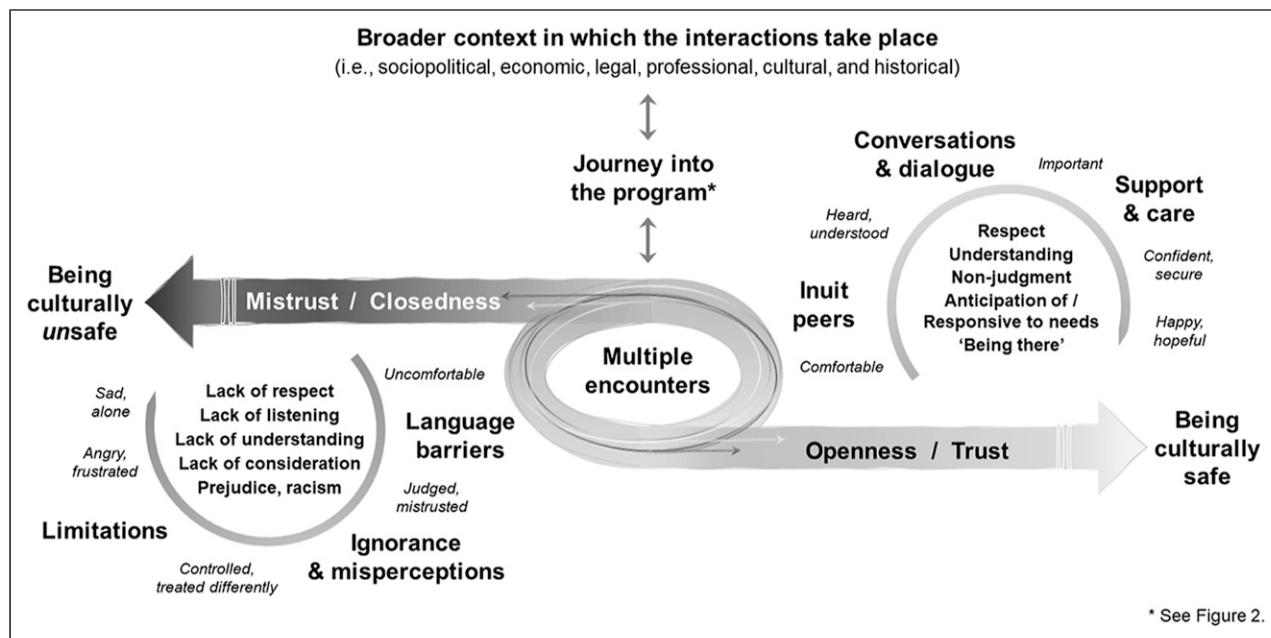 Broader context in which the interactions take place
(i.e., sociopolitical, economic, legal, professional, cultural, and historical)
Journey into
the program*
Conversations
& dialogue
Important
Support
& care
Heard,
understood
Respect
Understanding
Non-judgment
Anticipation of /
Responsive to needs
'Being there'
Confident,
secure
Inuit
peers
Happy,
hopeful
Comfortable
Being
culturally
unsafe
Mistrust / Closedness
Multiple
encounters
Uncomfortable
Sad,
alone
Lack of respect
Lack of listening
Lack of understanding
Lack of consideration
Prejudice, racism
Language
barriers
Angry,
frustrated
Judged,
mistrusted
Limitations
Ignorance
& misperceptions
Controlled,
treated differently
Openness / Trust
Being
culturally
safe
* See Figure 2.